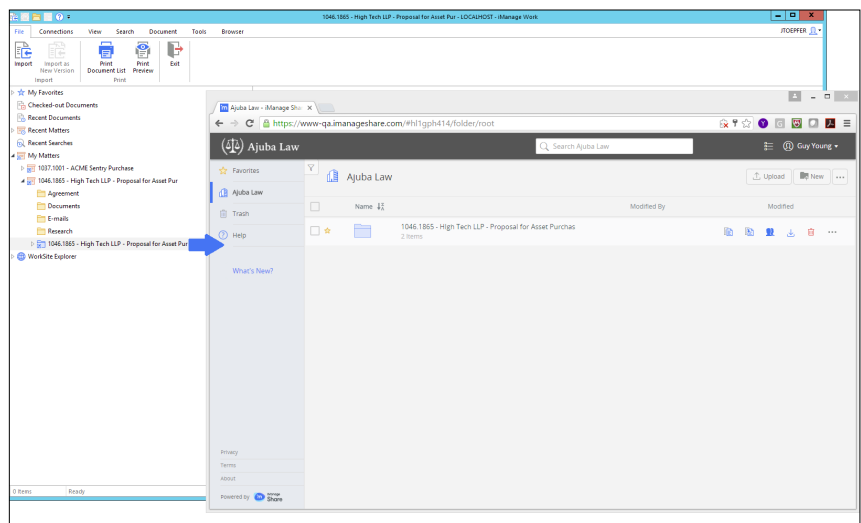 1046.1865 - High Tech LLP - Proposal for Asset Pur - LOCALHOST - iManage Work
File Connections View Search Document Tools Browser
JTOEPFER
Import
Import as New Version
Print Document List
Print Preview
Exit
Import
Print
My Favorites
Checked-out Documents
Recent Documents
Recent Matters
Recent Searches
My Matters
1037.1001 - ACME Sentry Purchase
1046.1865 - High Tech LLP - Proposal for Asset Pur
Agreement
Documents
E-mails
Research
1046.1865 - High Tech LLP - Proposal for Asset Pur
WorkSite Explorer
0 Items Ready
Ajuba Law - iManage Sha
https://www-qa.imanageshare.com/#hl1gph414/folder/root
Ajuba Law
Search Ajuba Law
Guy Young
Favorites
Ajuba Law
Trash
Help
What's New?
Ajuba Law
Upload
New
Name
Modified By
Modified
1046.1865 - High Tech LLP - Proposal for Asset Purchas
2 items
Privacy
Terms
About
Powered by
Share